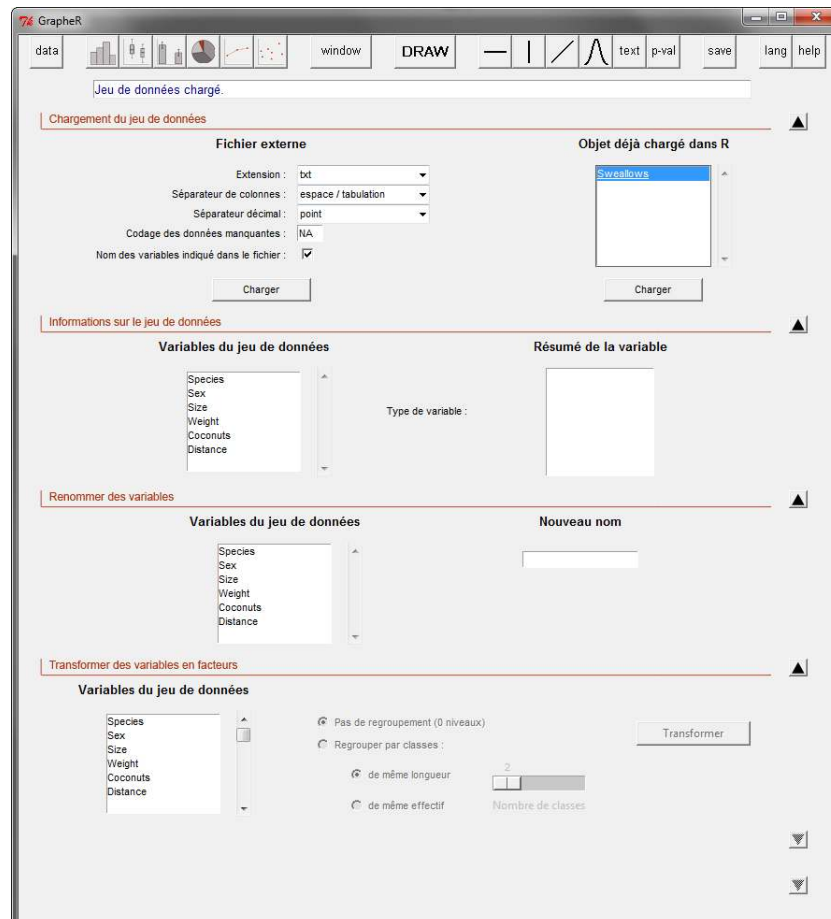 GrapheR
data window DRAW text p-val save lang help
Jeu de données chargé.
Chargement du jeu de données
Fichier externe
Extension : txt
Séparateur de colonnes : espace / tabulation
Séparateur décimal : point
Codage des données manquantes : NA
Nom des variables indiqué dans le fichier :
Charger
Objet déjà chargé dans R
Sweallows
Charger
Informations sur le jeu de données
Variables du jeu de données
Species
Sex
Size
Weight
Coconuts
Distance
Type de variable :
Résumé de la variable
Renommer des variables
Variables du jeu de données
Species
Sex
Size
Weight
Coconuts
Distance
Nouveau nom
Transformer des variables en facteurs
Variables du jeu de données
Species
Sex
Size
Weight
Coconuts
Distance
Pas de regroupement (0 niveaux)
Regrouper par classes :
de même longueur
de même effectif
2
Nombre de classes
Transformer